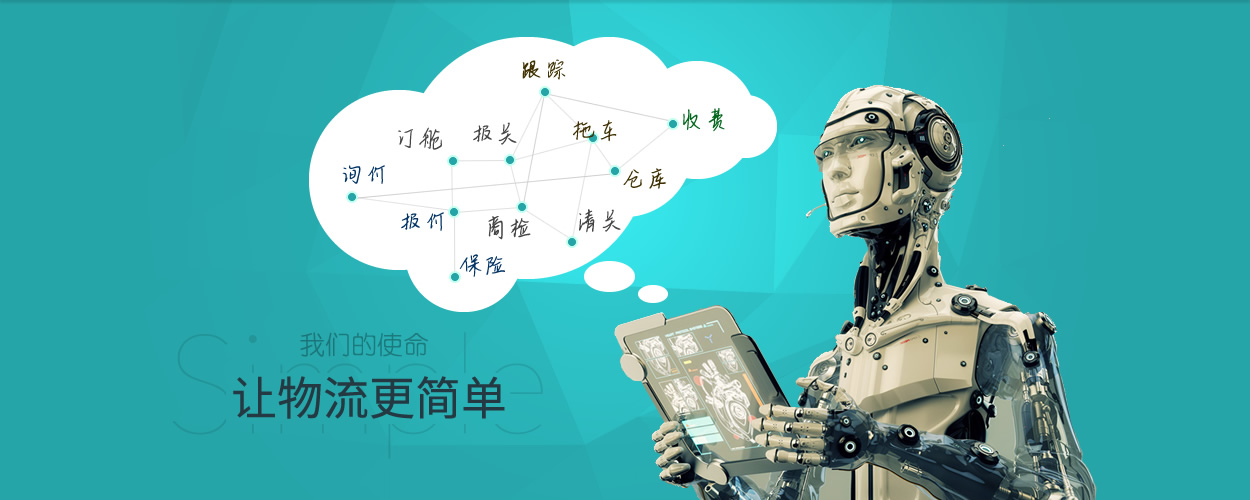 跟踪
收费
订舱
报关
拖车
询价
仓库
报价
商检
清关
保险
我们的使命
Simple
让物流更简单